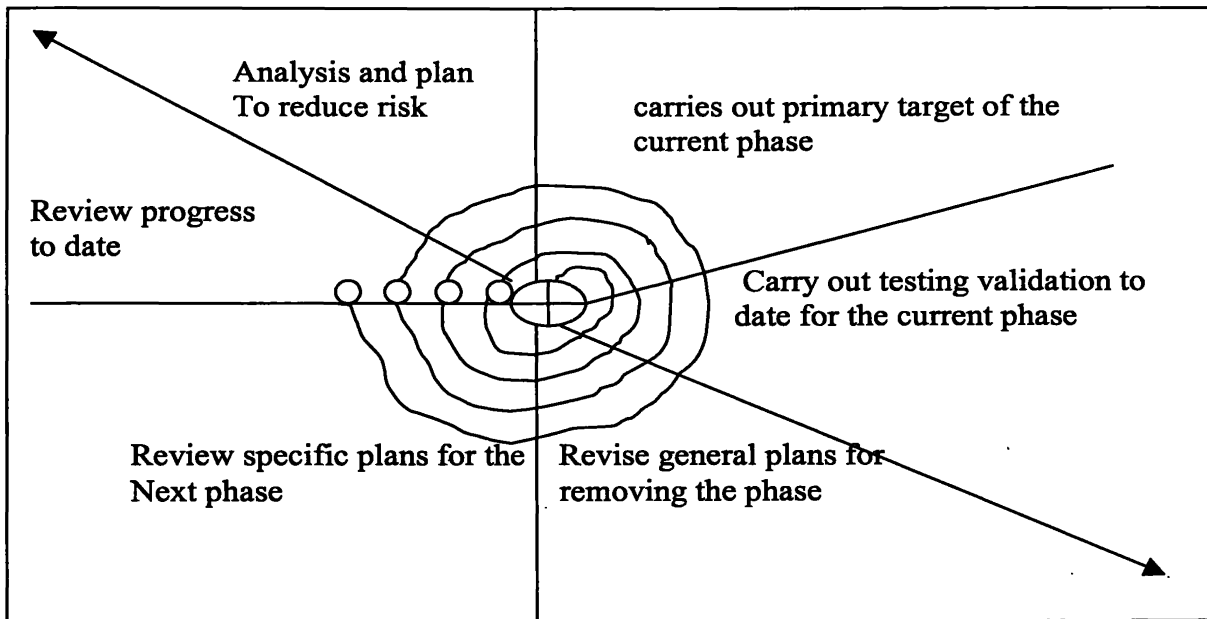 Analysis and plan
To reduce risk
carries out primary target of the
current phase
Review progress
to date
Carry out testing validation to
date for the current phase
Review specific plans for the
Next phase
Revise general plans for
removing the phase